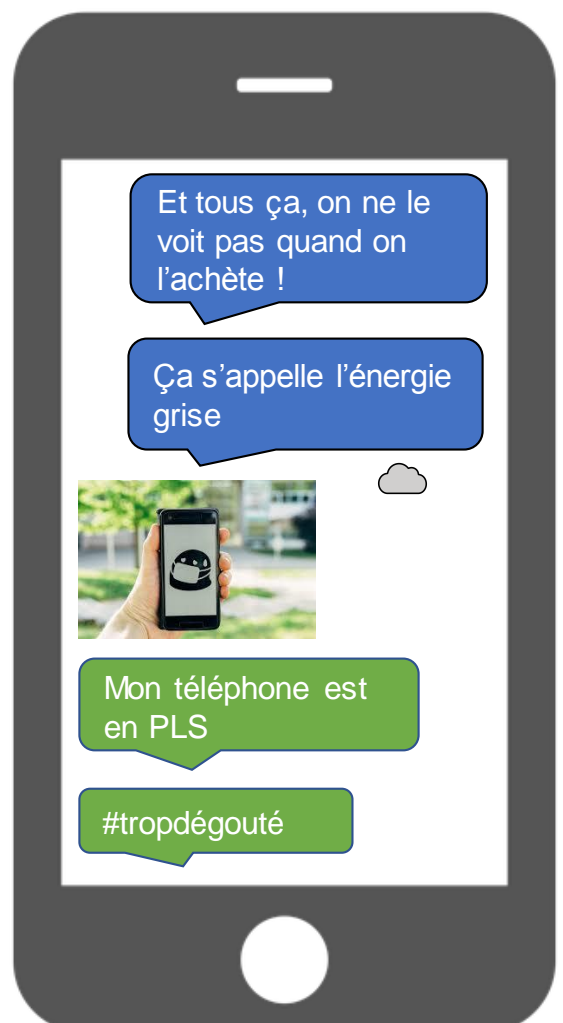 Et tous ça, on ne le
voit pas quand on
l'achète !
Ça s'appelle l'énergie
grise
Mon téléphone est
en PLS
#tropdégouté